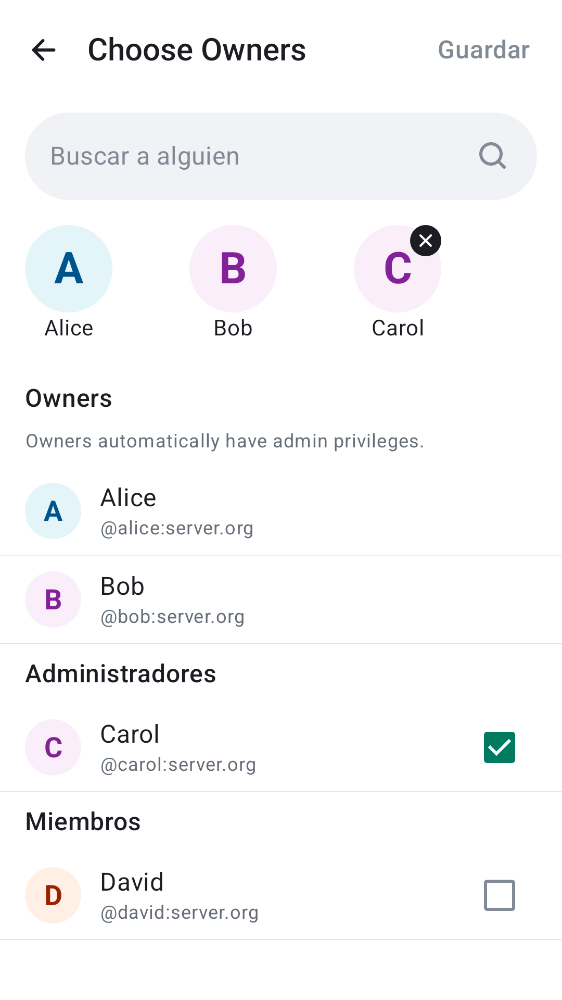 Choose Owners
Guardar
Buscar a alguien
A
B
C
Alice
Bob
Carol
Owners
Owners automatically have admin privileges.
A
Alice
@alice:server.org
B
Bob
@bob:server.org
Administradores
C
Carol
@carol:server.org
Miembros
D
David
@david:server.org